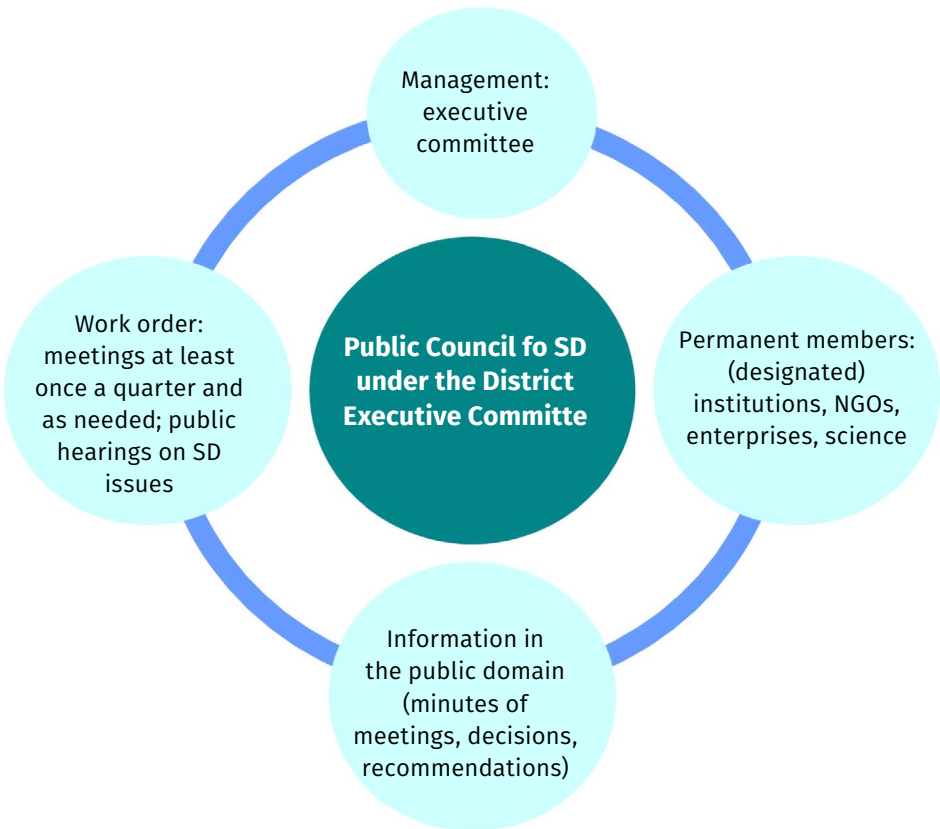 Management:
executive
committee
Work order:
meetings at least
once a quarter and
as needed; public
hearings on SD
issues
Public Council fo SD
under the District
Executive Committe
Permanent members:
(designated)
institutions, NGOs,
enterprises, science
Information in
the public domain
(minutes of
meetings, decisions,
recommendations)